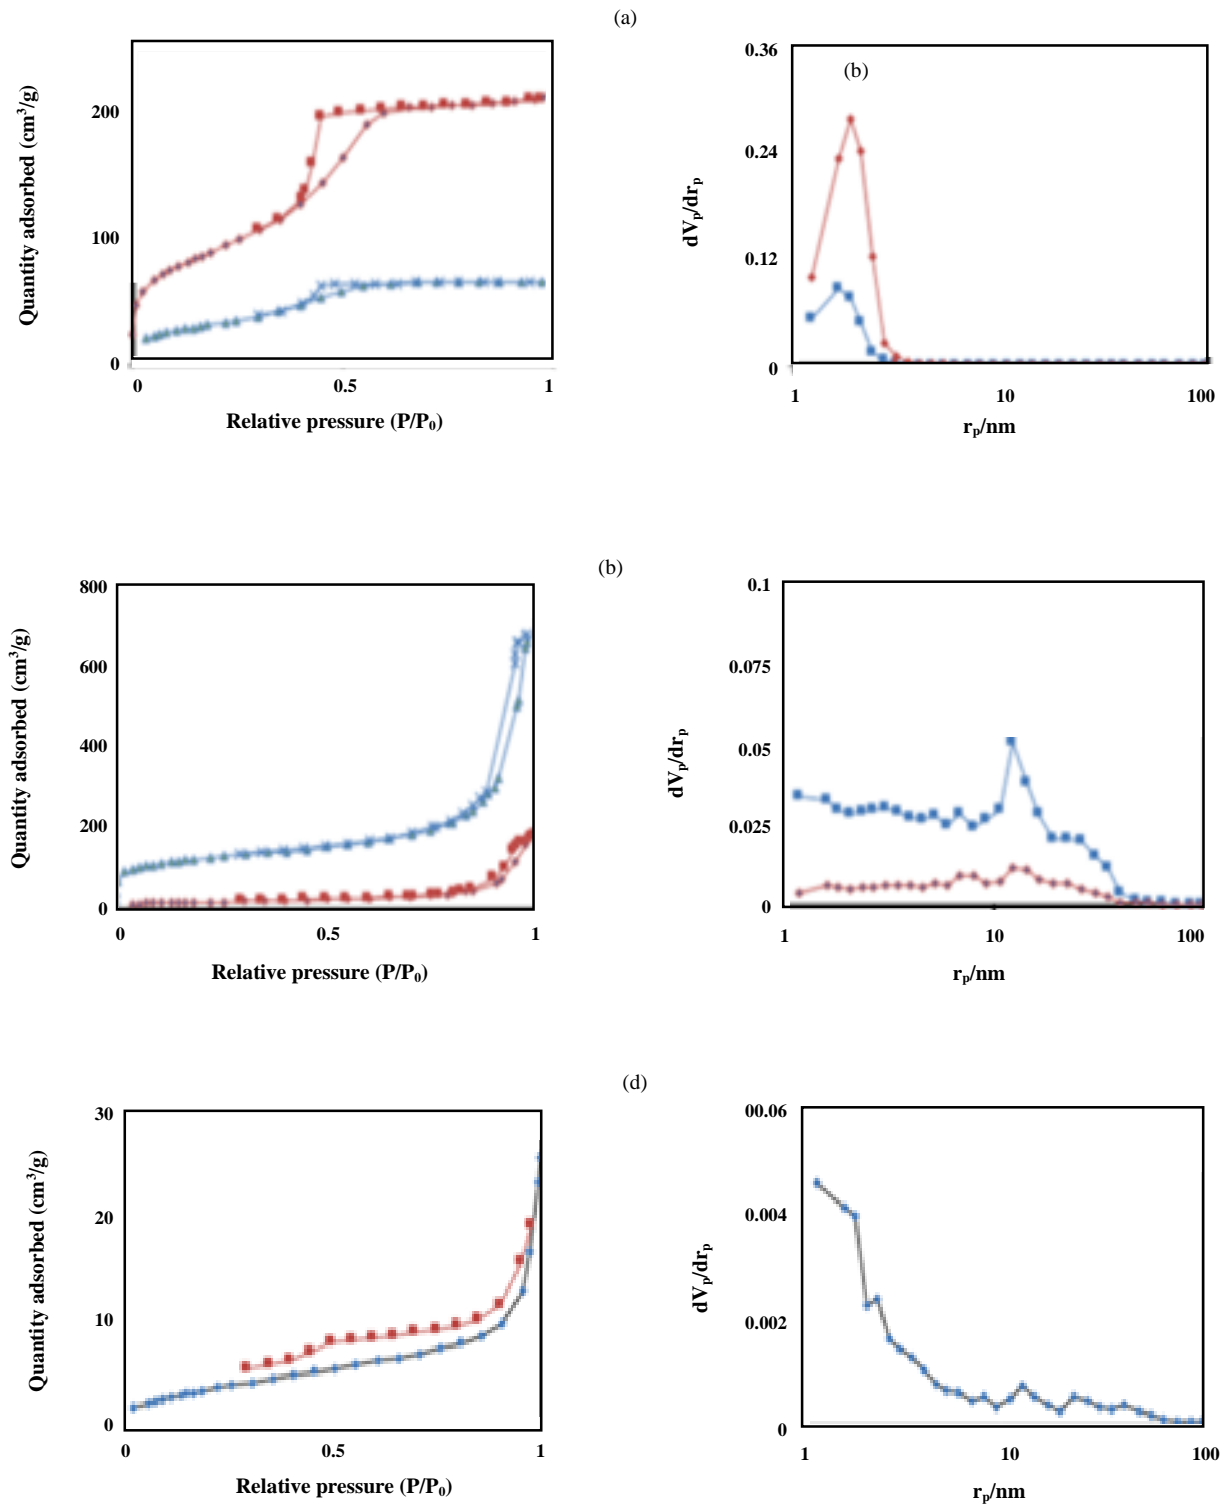 (a)
Quantity adsorbed (cm³/g)
200
100
0
0 0.5 1
Relative pressure (P/P₀)
(b)
dVₚ/drₚ
0.36
0.24
0.12
0
1 10 100
rₚ/nm
(b)
Quantity adsorbed (cm³/g)
800
600
400
200
0
0 0.5 1
Relative pressure (P/P₀)
dVₚ/drₚ
0.1
0.075
0.05
0.025
0
1 10 100
rₚ/nm
(d)
Quantity adsorbed (cm³/g)
30
20
10
0
0 0.5 1
Relative pressure (P/P₀)
dVₚ/drₚ
00.06
0.004
0.002
0
1 10 100
rₚ/nm